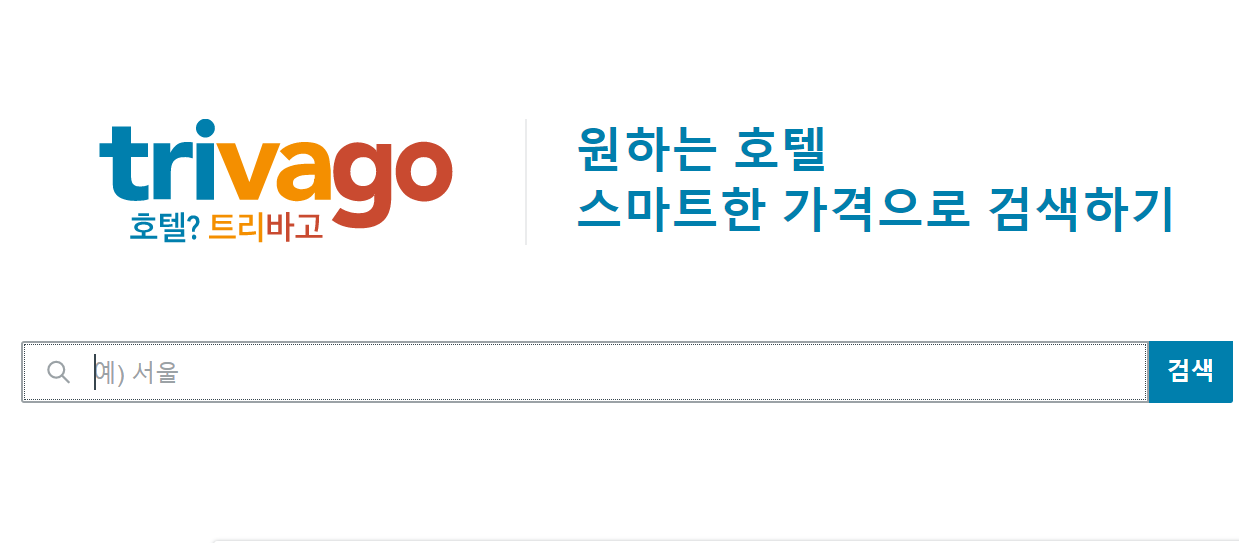 trivago
호텔? 트리바고
원하는 호텔
스마트한 가격으로 검색하기
예) 서울
검색